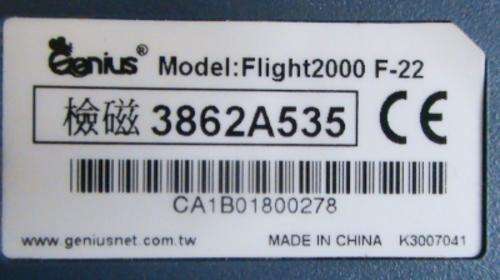 Genius® Model:Flight2000 F-22
檢磁 3862A535 CE
CA1B01800278
www.geniusnet.com.tw MADE IN CHINA K3007041